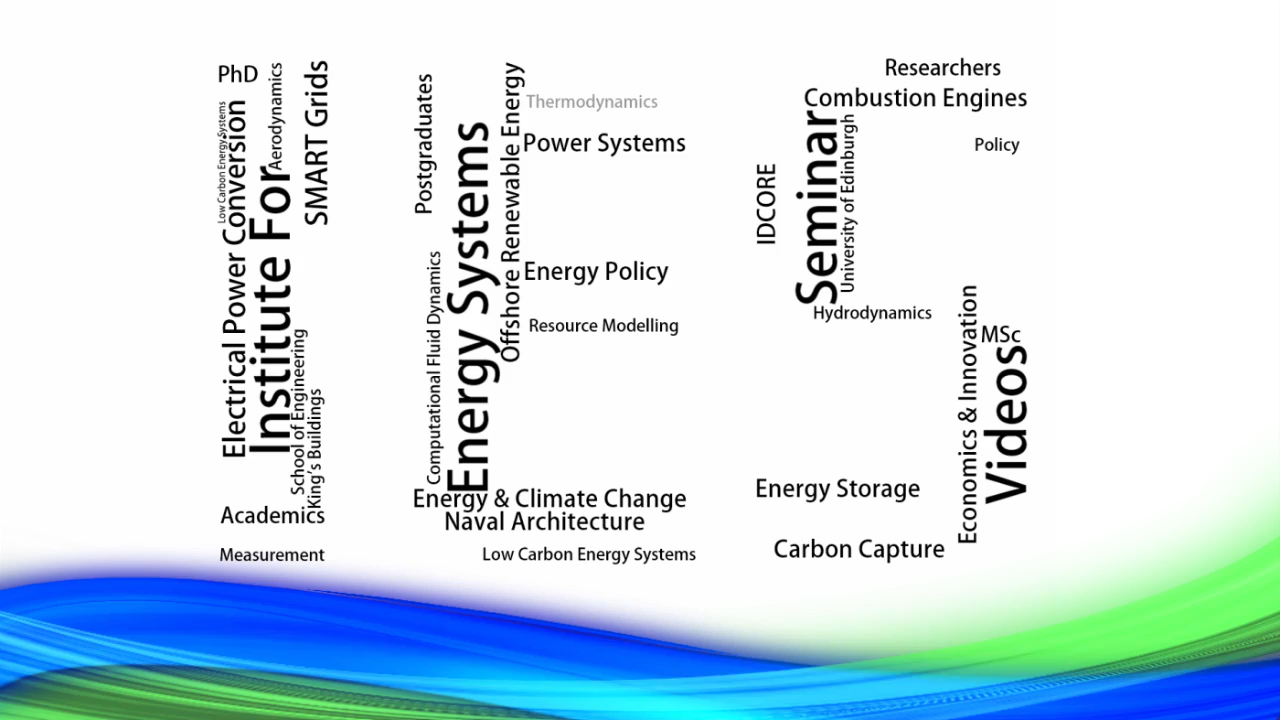 PhD
Low Carbon Energy Systems
Electrical Power Conversion
Institute For
Aerodynamics
SMART Grids
School of Engineering
King's Buildings
Academics
Measurement
Postgraduates
Computational Fluid Dynamics
Energy Systems
Offshore Renewable Energy
Thermodynamics
Power Systems
Energy Policy
Resource Modelling
Energy & Climate Change
Naval Architecture
Low Carbon Energy Systems
Researchers
Combustion Engines
Policy
IDCORE
Seminar
University of Edinburgh
Hydrodynamics
MSc
Economics & Innovation
Videos
Energy Storage
Carbon Capture